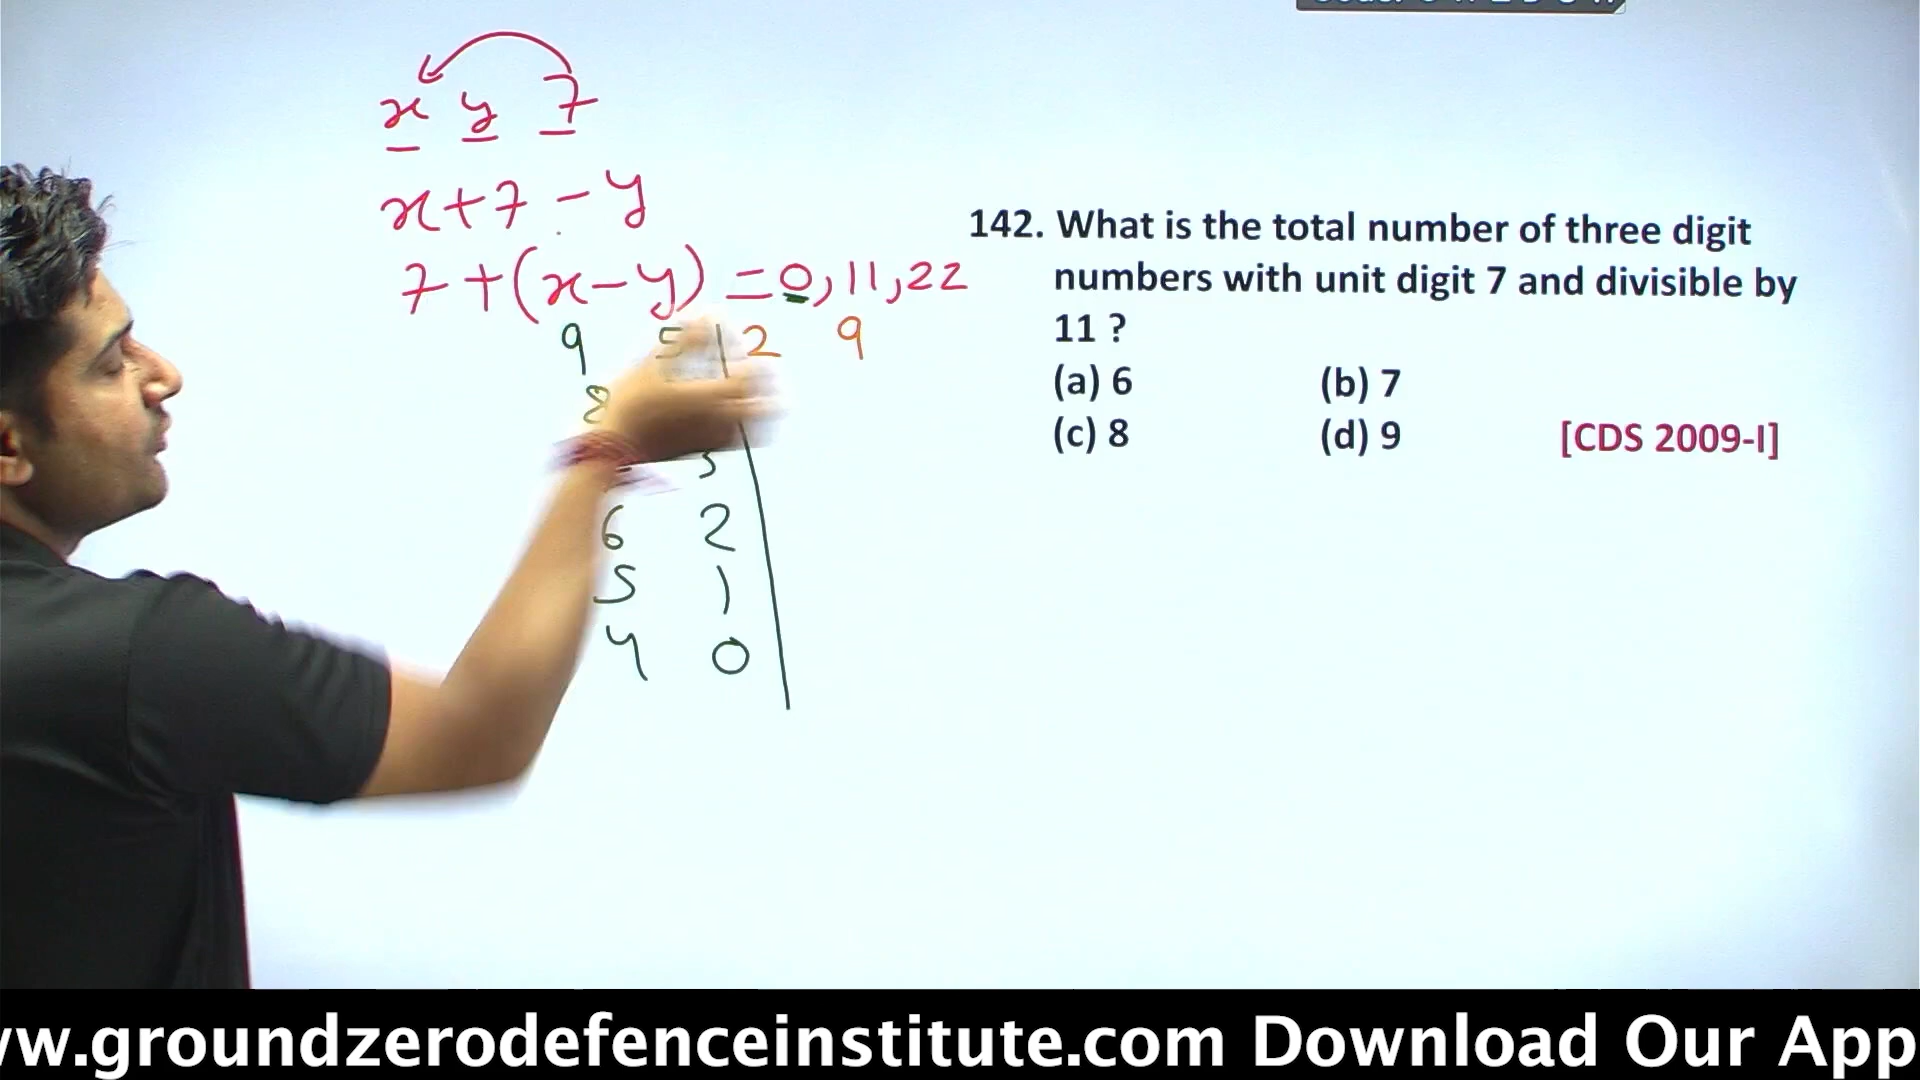 x y 7
x+7-y
7+(x-y)=0,11,22
9 5 2 9
8
3
6 2
5 1
4 0
142. What is the total number of three digit
numbers with unit digit 7 and divisible by
11 ?
(a) 6 (b) 7
(c) 8 (d) 9 [CDS 2009-I]
www.groundzerodefenceinstitute.com Download Our App